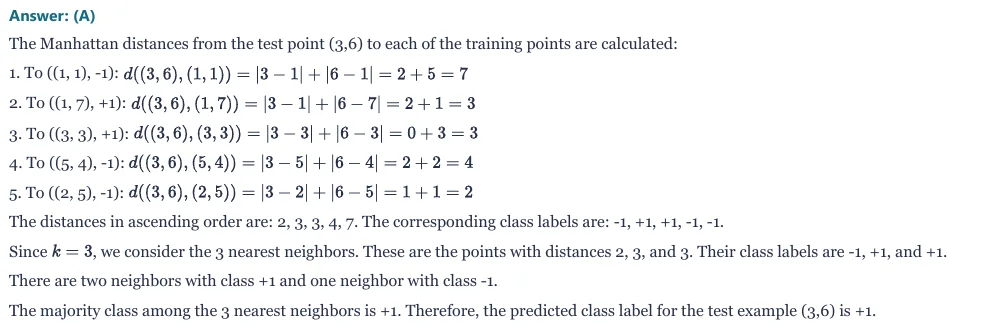 Answer: (A)
The Manhattan distances from the test point (3,6) to each of the training points are calculated:
1. To ((1, 1), -1): d((3, 6), (1, 1)) = |3 − 1| + |6 − 1| = 2 + 5 = 7
2. To ((1, 7), +1): d((3, 6), (1, 7)) = |3 − 1| + |6 − 7| = 2 + 1 = 3
3. To ((3, 3), +1): d((3, 6), (3, 3)) = |3 − 3| + |6 − 3| = 0 + 3 = 3
4. To ((5, 4), -1): d((3, 6), (5, 4)) = |3 − 5| + |6 − 4| = 2 + 2 = 4
5. To ((2, 5), -1): d((3, 6), (2, 5)) = |3 − 2| + |6 − 5| = 1 + 1 = 2
The distances in ascending order are: 2, 3, 3, 4, 7. The corresponding class labels are: -1, +1, +1, -1, -1.
Since k = 3, we consider the 3 nearest neighbors. These are the points with distances 2, 3, and 3. Their class labels are -1, +1, and +1.
There are two neighbors with class +1 and one neighbor with class -1.
The majority class among the 3 nearest neighbors is +1. Therefore, the predicted class label for the test example (3,6) is +1.